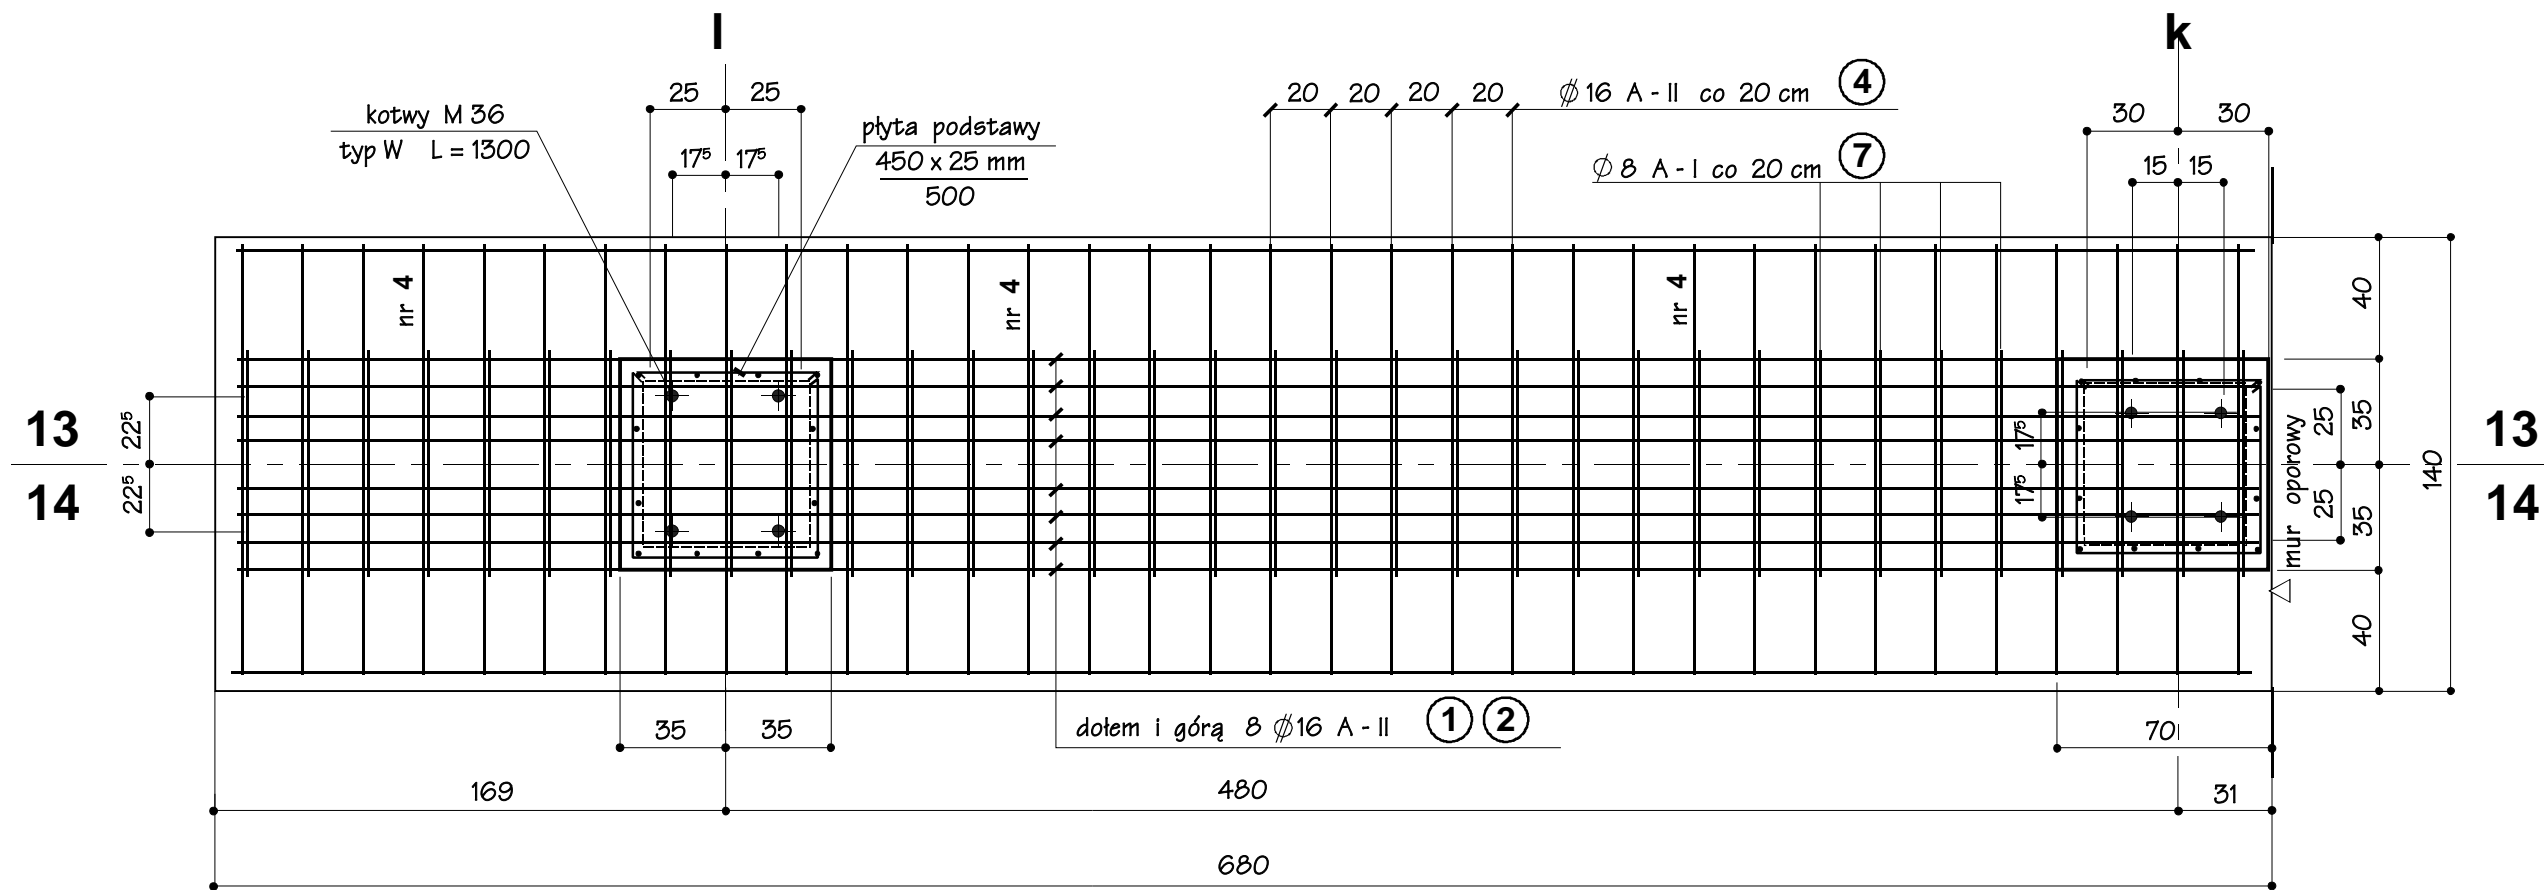 l
k
25 25
20 20 20 20
Ø 16 A - II co 20 cm 4
30 30
kotwy M 36
typ W L = 1300
płyta podstawy
450 x 25 mm
500
17⁵ 17⁵
Ø 8 A - I co 20 cm 7
15 15
nr 4
nr 4
nr 4
40
13
14
22⁵
22⁵
17⁵
17⁵
mur oporowy
25
25
35
35
140
13
14
40
35 35
dołem i górą 8 Ø 16 A - II 1 2
70
169 480 31
680